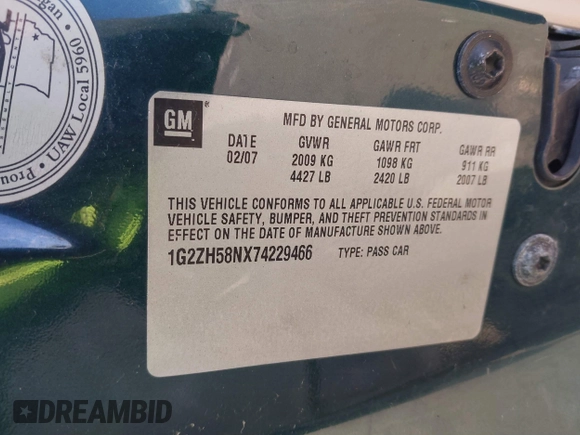 igan
UAW Local 5960
Prou
GM
MFD BY GENERAL MOTORS CORP.
DATE GVWR GAWR FRT GAWR RR
02/07 2009 KG 1098 KG 911 KG
4427 LB 2420 LB 2007 LB
THIS VEHICLE CONFORMS TO ALL APPLICABLE U.S. FEDERAL MOTOR
VEHICLE SAFETY, BUMPER, AND THEFT PREVENTION STANDARDS IN
EFFECT ON THE DATE OF MANUFACTURE SHOWN ABOVE.
1G2ZH58NX74229466 TYPE: PASS CAR
DREAMBID